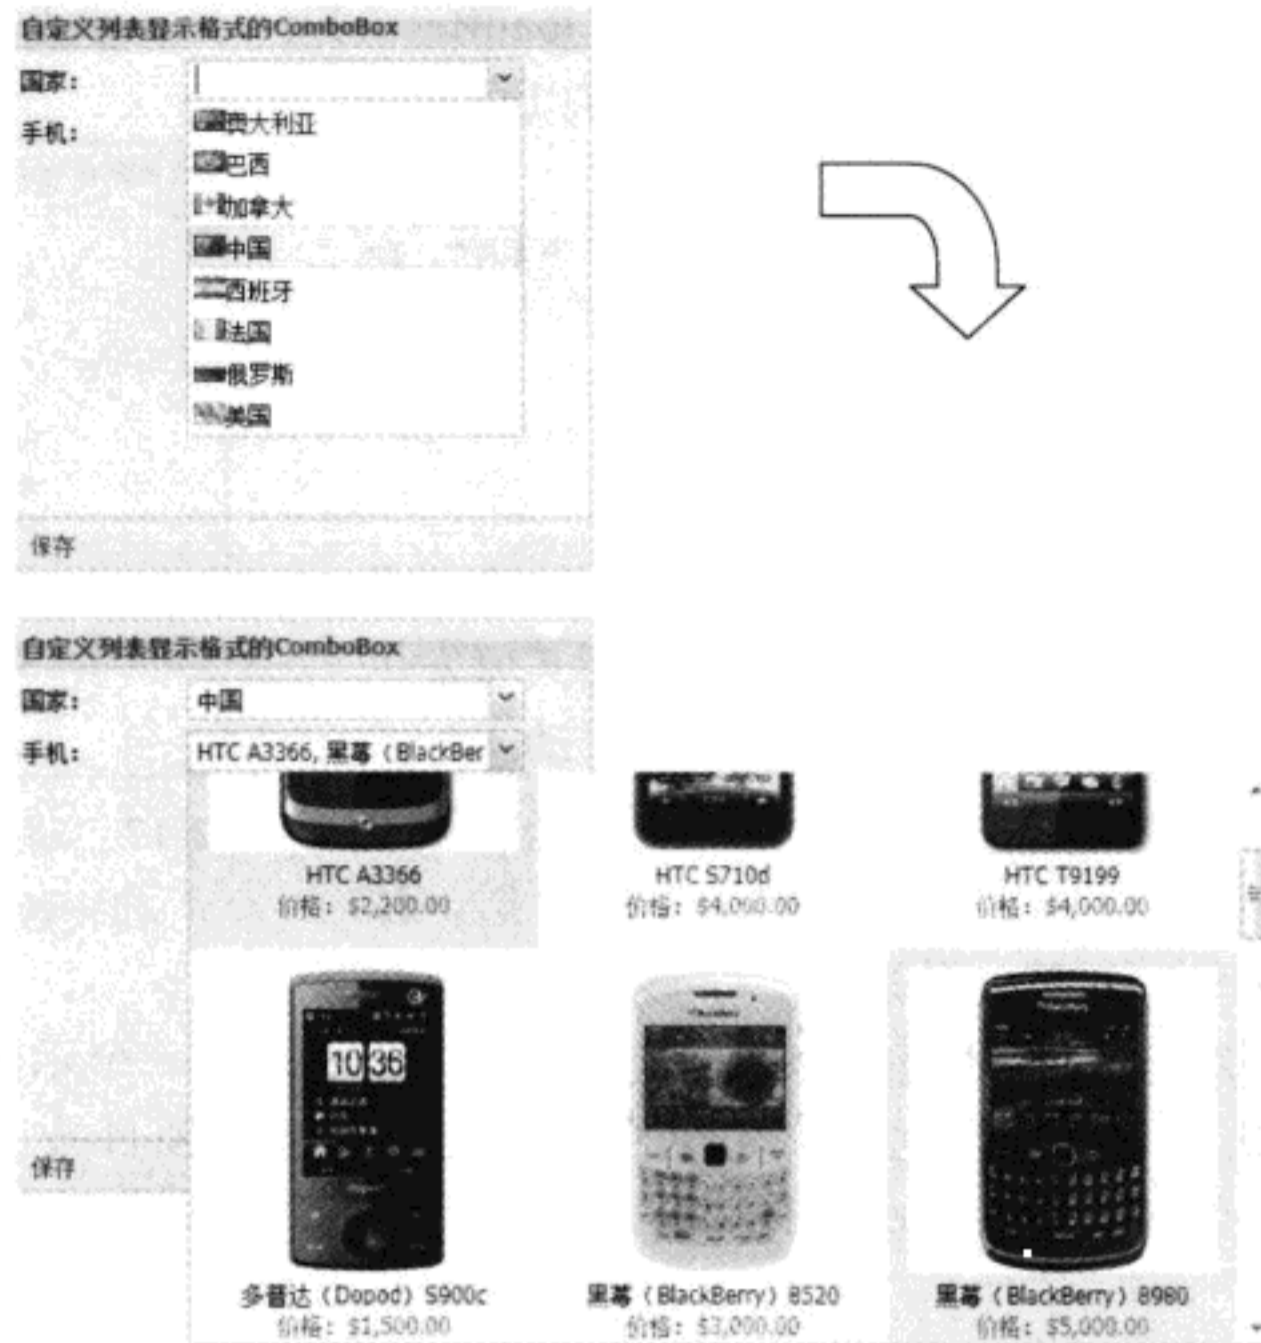 自定义列表显示格式的ComboBox
国家：
手机：
澳大利亚
巴西
加拿大
中国
西班牙
法国
俄罗斯
美国
保存
自定义列表显示格式的ComboBox
国家： 中国
手机： HTC A3366, 黑莓（BlackBer
HTC A3366 HTC S710d HTC T9199
价格：$2,200.00 价格：$4,000.00 价格：$4,000.00
10 36
多普达（Dopod）S900c 黑莓（BlackBerry）8520 黑莓（BlackBerry）8980
价格：$1,500.00 价格：$3,000.00 价格：$5,000.00
保存